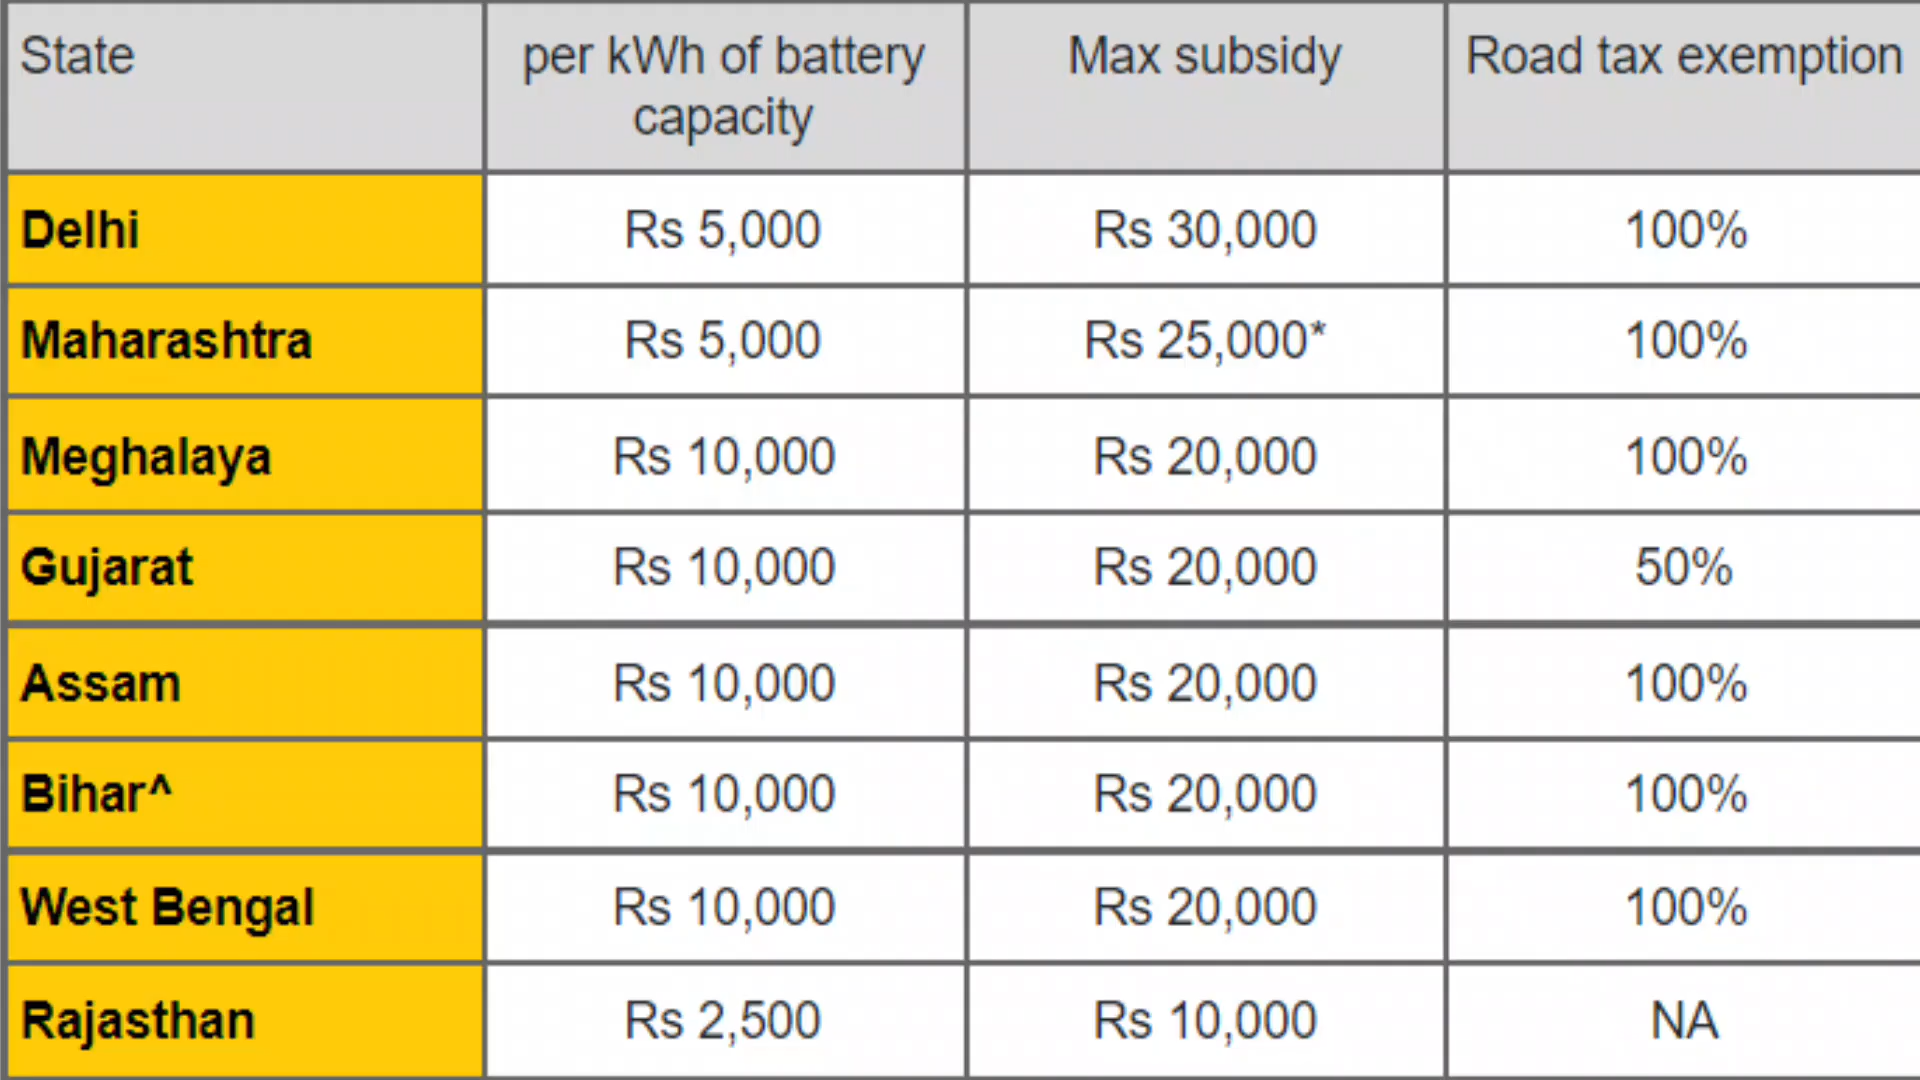 State per kWh of battery Max subsidy Road tax exemption
capacity
Delhi Rs 5,000 Rs 30,000 100%
Maharashtra Rs 5,000 Rs 25,000* 100%
Meghalaya Rs 10,000 Rs 20,000 100%
Gujarat Rs 10,000 Rs 20,000 50%
Assam Rs 10,000 Rs 20,000 100%
Bihar^ Rs 10,000 Rs 20,000 100%
West Bengal Rs 10,000 Rs 20,000 100%
Rajasthan Rs 2,500 Rs 10,000 NA